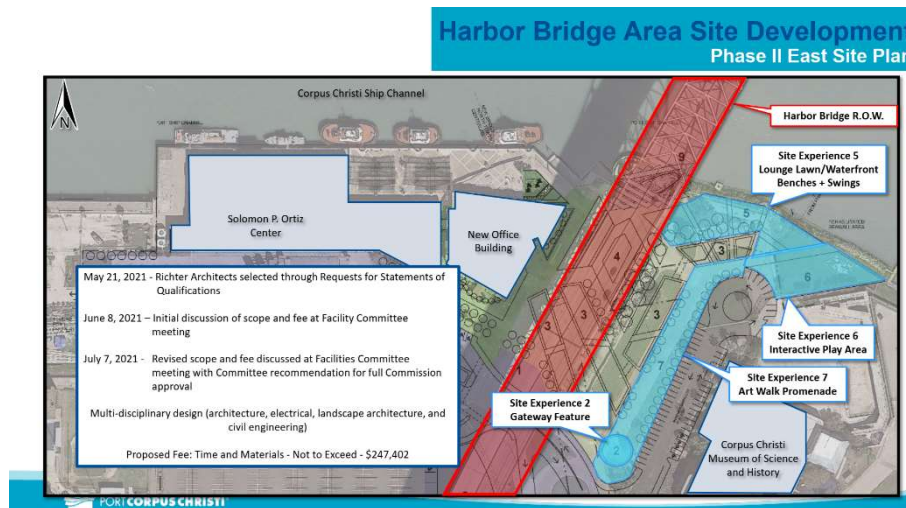 Harbor Bridge Area Site Development
Phase II East Site Plan
N
Corpus Christi Ship Channel
Harbor Bridge R.O.W.
Site Experience 5
Lounge Lawn/Waterfront
Benches + Swings
Solomon P. Ortiz
Center
New Office
Building
9
5
4
3
6
3
3
3
3
1
7
2
May 21, 2021 - Richter Architects selected through Requests for Statements of
Qualifications
June 8, 2021 – Initial discussion of scope and fee at Facility Committee
meeting
July 7, 2021 - Revised scope and fee discussed at Facilities Committee
meeting with Committee recommendation for full Commission
approval
Multi-disciplinary design (architecture, electrical, landscape architecture, and
civil engineering)
Proposed Fee: Time and Materials - Not to Exceed - $247,402
Site Experience 6
Interactive Play Area
Site Experience 7
Art Walk Promenade
Site Experience 2
Gateway Feature
Corpus Christi
Museum of Science
and History
PORTCORPUSCHRISTI